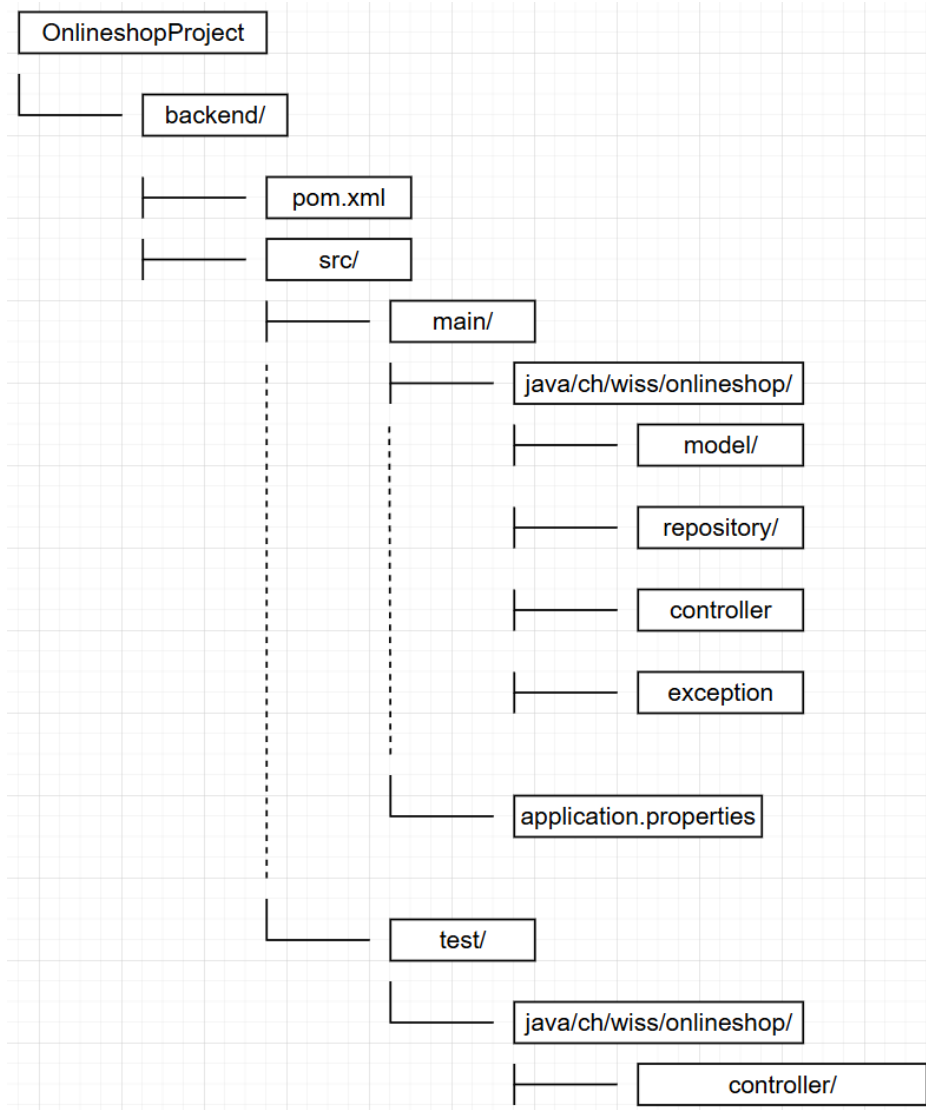 OnlineshopProject
backend/
pom.xml
src/
main/
java/ch/wiss/onlineshop/
model/
repository/
controller
exception
application.properties
test/
java/ch/wiss/onlineshop/
controller/